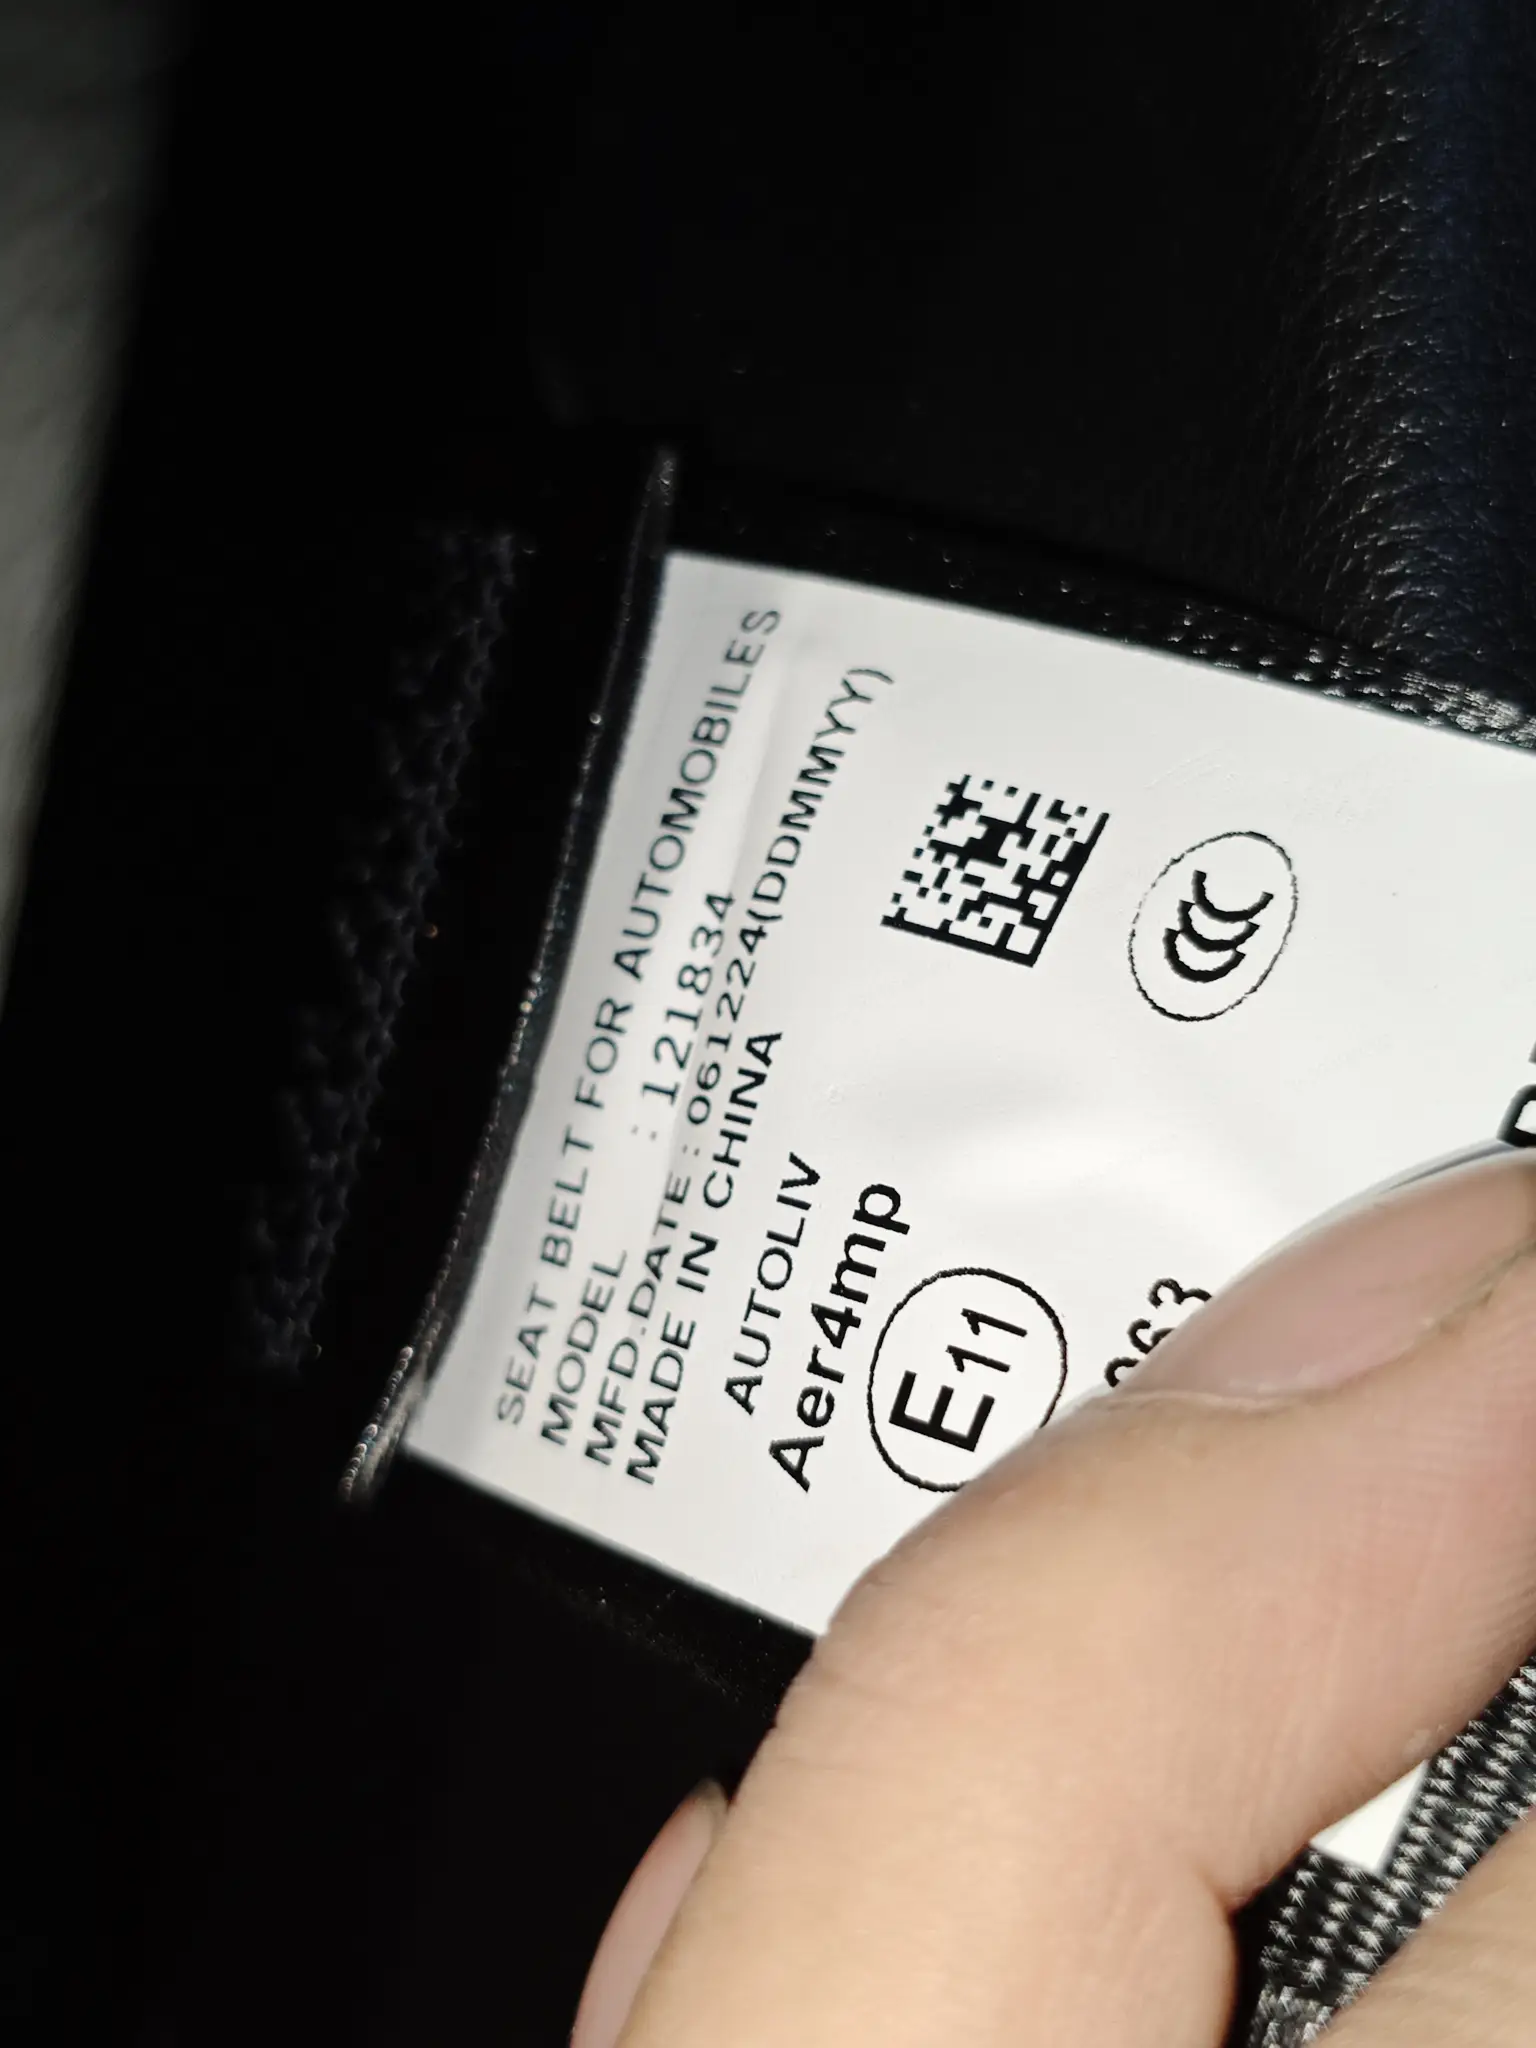 SEAT BELT FOR AUTOMOBILES
MODEL : 121834
MFD.DATE : 061224(DDMMYY)
MADE IN CHINA
AUTOLIV
Aer4mp
E11
CCC